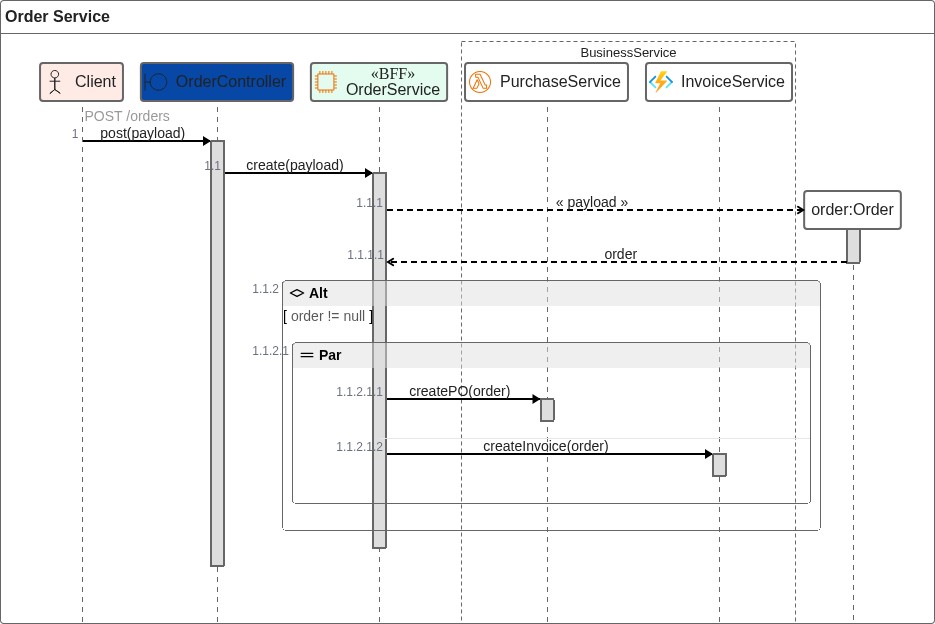 Order Service
BusinessService
Client
OrderController
«BFF»
OrderService
PurchaseService
InvoiceService
POST /orders
1
post(payload)
1.1
create(payload)
1.1.1
« payload »
order:Order
1.1.1.1
order
1.1.2
Alt
[ order != null ]
1.1.2.1
Par
1.1.2.1.1
createPO(order)
1.1.2.1.2
createInvoice(order)